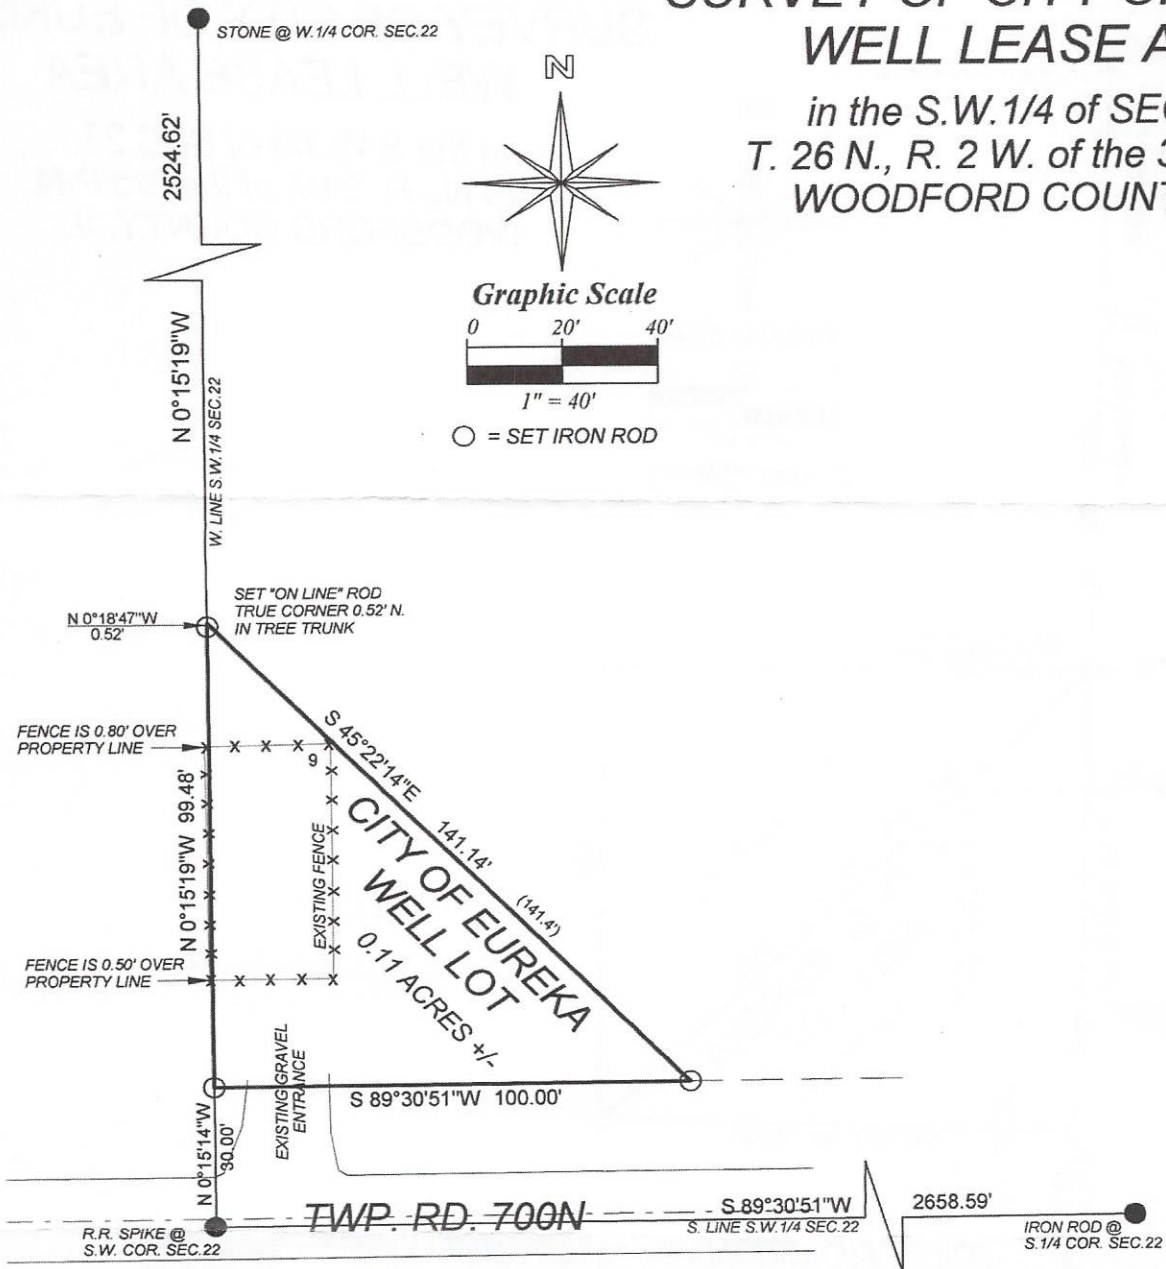 SURVEY OF CITY O
WELL LEASE A
in the S.W.1/4 of SEC
T. 26 N., R. 2 W. of the 3
WOODFORD COUNT
STONE @ W.1/4 COR. SEC.22
2524.62'
N
Graphic Scale
0 20' 40'
1" = 40'
○ = SET IRON ROD
N 0°15'19"W
W. LINE S.W.1/4 SEC.22
SET "ON LINE" ROD
TRUE CORNER 0.52' N.
IN TREE TRUNK
N 0°18'47"W
0.52'
FENCE IS 0.80' OVER
PROPERTY LINE
9
S 45°22'14"E 141.14'
(141.4')
N 0°15'19"W 99.48'
EXISTING FENCE
CITY OF EUREKA
WELL LOT
0.11 ACRES +/-
FENCE IS 0.50' OVER
PROPERTY LINE
EXISTING GRAVEL
ENTRANCE
S 89°30'51"W 100.00'
N 0°15'14"W
30.00'
TWP. RD. 700N
S 89°30'51"W 2658.59'
S. LINE S.W.1/4 SEC.22
R.R. SPIKE @
S.W. COR. SEC.22
IRON ROD @
S.1/4 COR. SEC.22